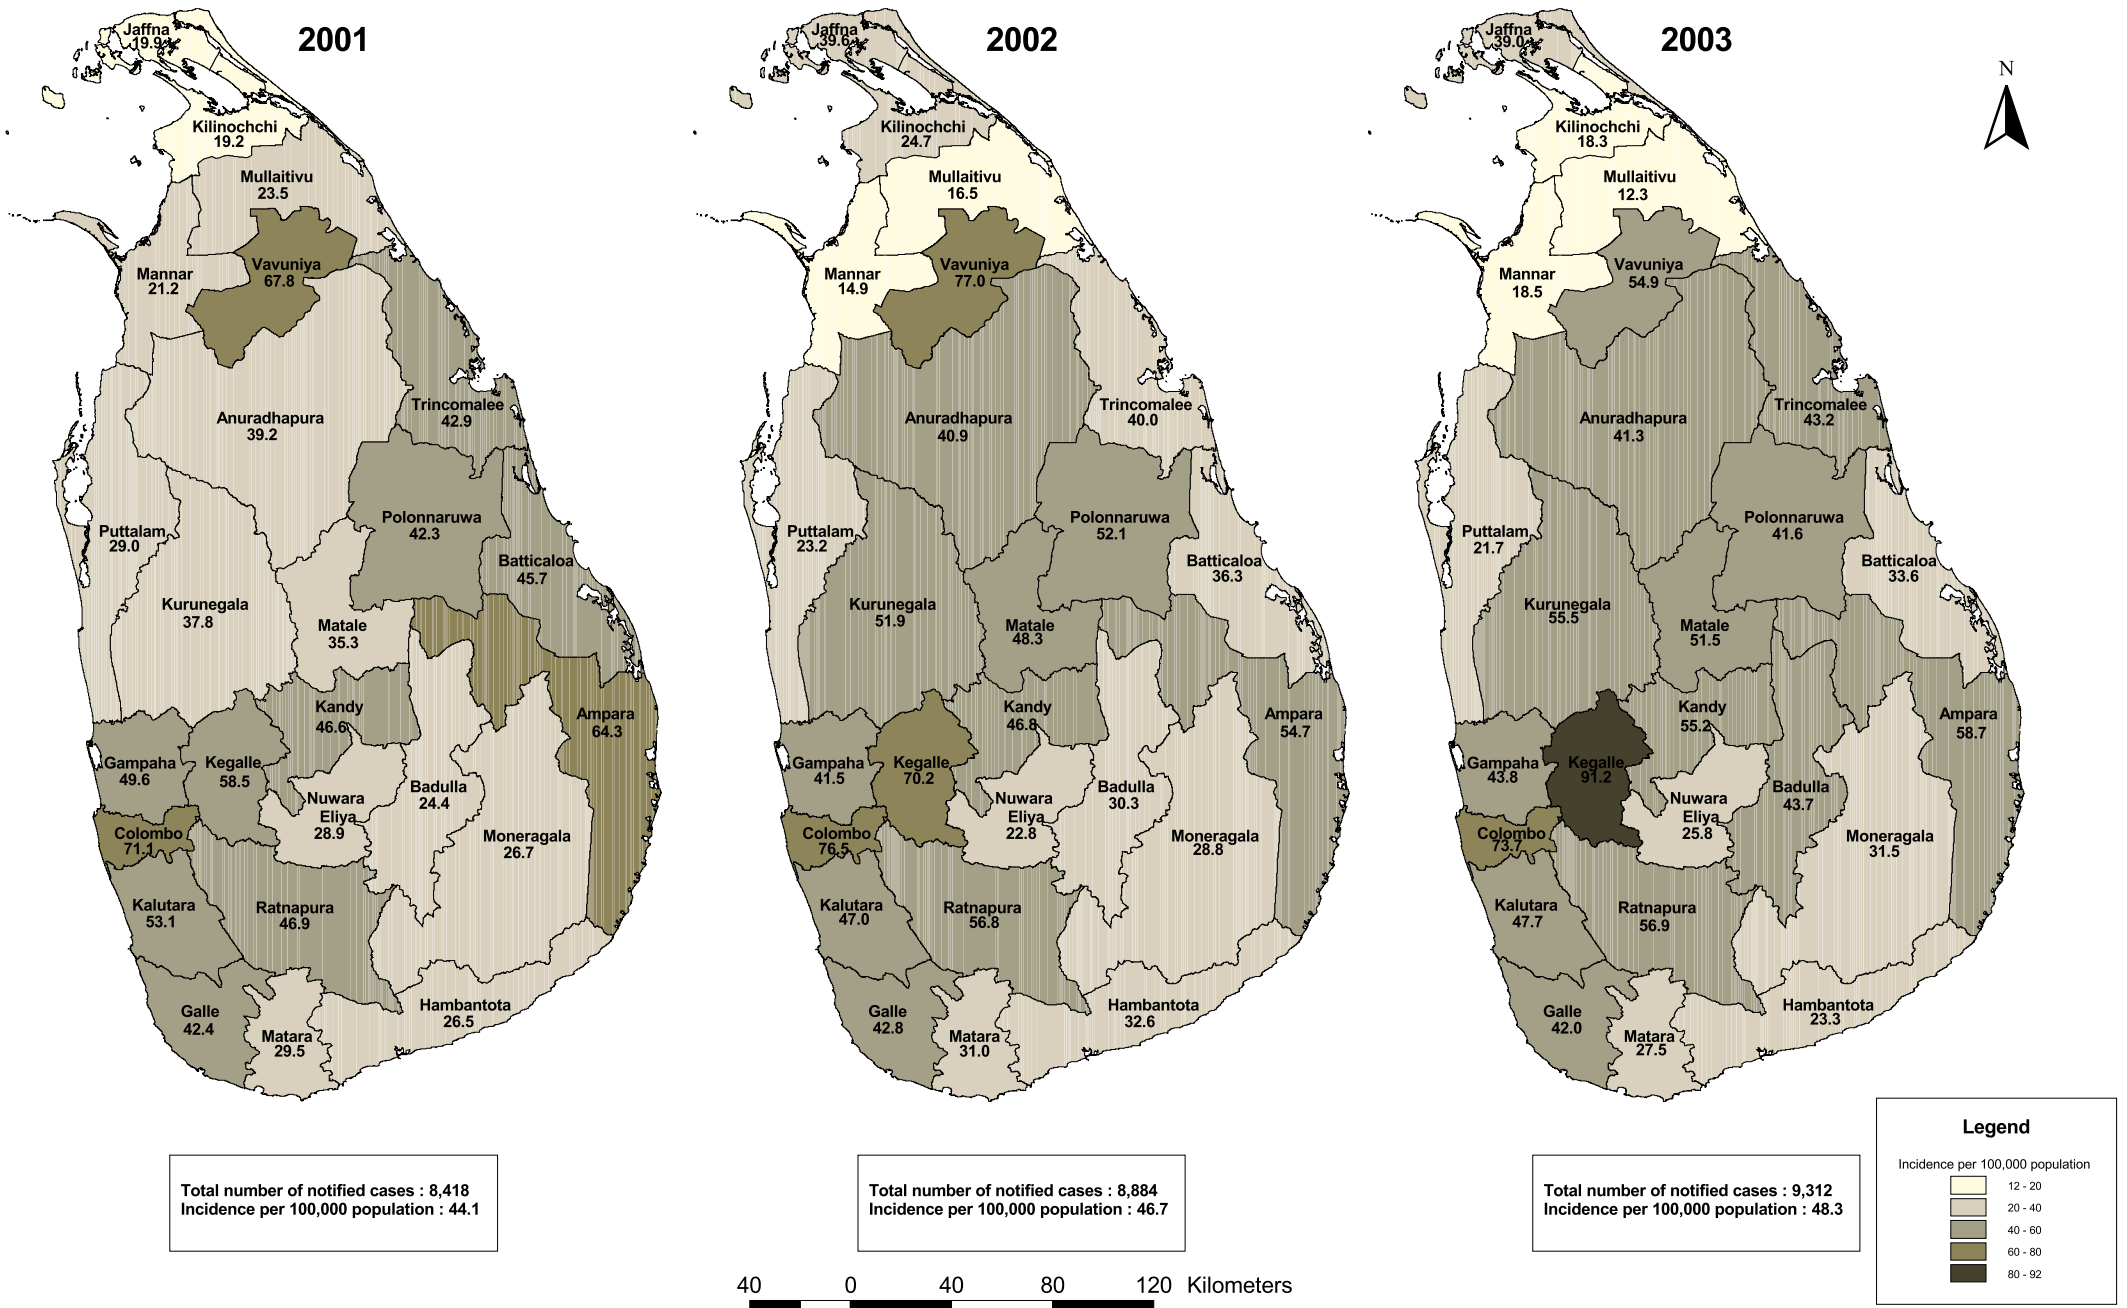 2001
Jaffna
19.9
Kilinochchi
19.2
Mullaitivu
23.5
Vavuniya
67.8
Mannar
21.2
Anuradhapura
39.2
Trincomalee
42.9
Polonnaruwa
42.3
Puttalam
29.0
Batticaloa
45.7
Kurunegala
37.8
Matale
35.3
Kandy
46.6
Ampara
64.3
Gampaha
49.6
Kegalle
58.5
Badulla
24.4
Nuwara
Eliya
28.9
Colombo
71.1
Moneragala
26.7
Kalutara
53.1
Ratnapura
46.9
Hambantota
26.5
Galle
42.4
Matara
29.5
Total number of notified cases : 8,418
Incidence per 100,000 population : 44.1
2002
Jaffna
39.6
Kilinochchi
24.7
Mullaitivu
16.5
Vavuniya
77.0
Mannar
14.9
Anuradhapura
40.9
Trincomalee
40.0
Polonnaruwa
52.1
Puttalam
23.2
Batticaloa
36.3
Kurunegala
51.9
Matale
48.3
Kandy
46.8
Ampara
54.7
Gampaha
41.5
Kegalle
70.2
Badulla
30.3
Nuwara
Eliya
22.8
Colombo
76.5
Moneragala
28.8
Kalutara
47.0
Ratnapura
56.8
Hambantota
32.6
Galle
42.8
Matara
31.0
Total number of notified cases : 8,884
Incidence per 100,000 population : 46.7
2003
Jaffna
39.0
Kilinochchi
18.3
Mullaitivu
12.3
Vavuniya
54.9
Mannar
18.5
Anuradhapura
41.3
Trincomalee
43.2
Polonnaruwa
41.6
Puttalam
21.7
Batticaloa
33.6
Kurunegala
55.5
Matale
51.5
Kandy
55.2
Ampara
58.7
Gampaha
43.8
Kegalle
91.2
Badulla
43.7
Nuwara
Eliya
25.8
Colombo
73.7
Moneragala
31.5
Kalutara
47.7
Ratnapura
56.9
Hambantota
23.3
Galle
42.0
Matara
27.5
Total number of notified cases : 9,312
Incidence per 100,000 population : 48.3
N
Legend
Incidence per 100,000 population
12 - 20
20 - 40
40 - 60
60 - 80
80 - 92
40 0 40 80 120 Kilometers